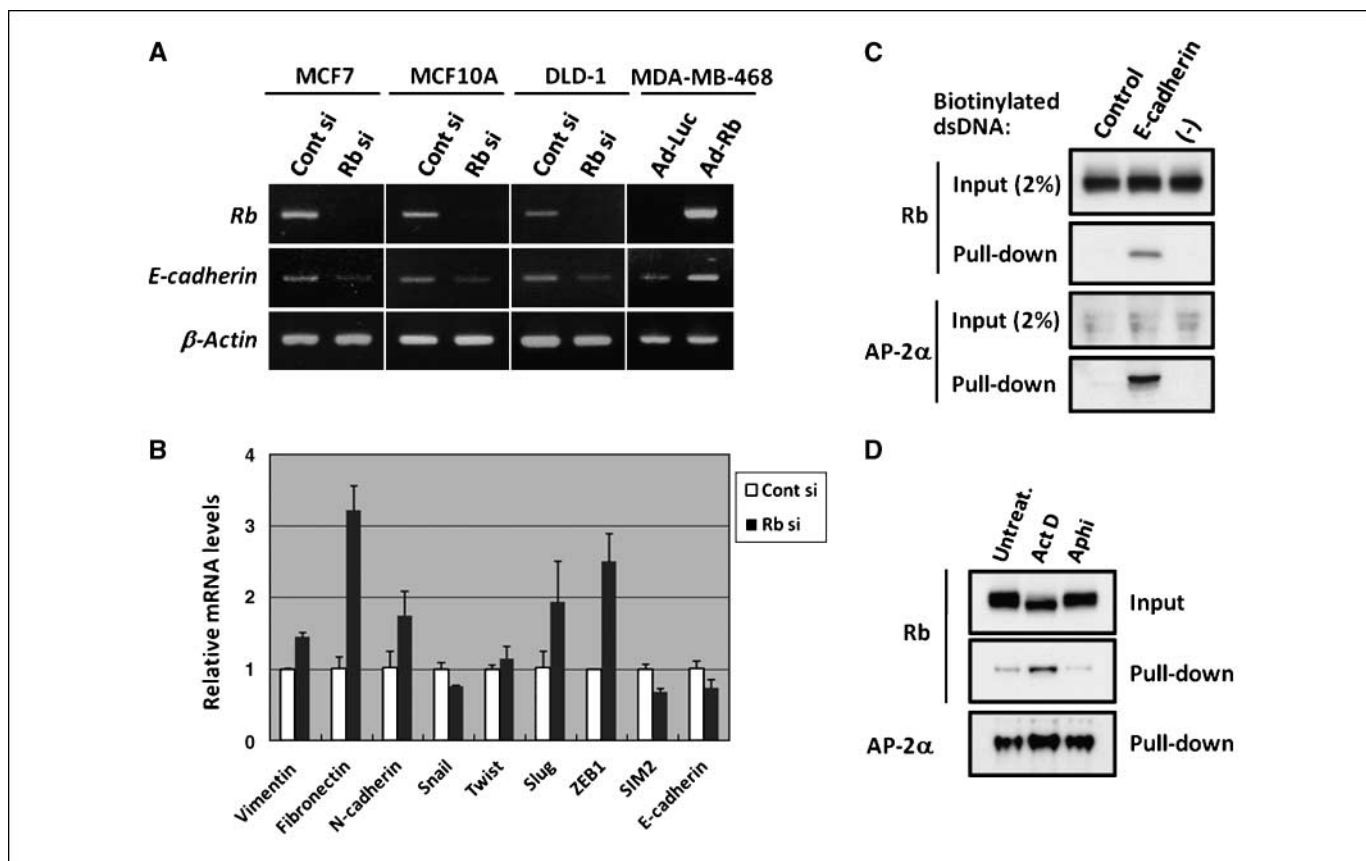 A
MCF7 MCF10A DLD-1 MDA-MB-468
Cont si Rb si Cont si Rb si Cont si Rb si Ad-Luc Ad-Rb
Rb
E-cadherin
β-Actin
B
Relative mRNA levels
4
3
2
1
0
Cont si
Rb si
Vimentin Fibronectin N-cadherin Snail Twist Slug ZEB1 SIM2 E-cadherin
C
Biotinylated
dsDNA:
Control E-cadherin (-)
Rb
Input (2%)
Pull-down
AP-2α
Input (2%)
Pull-down
D
Untreat. Act D Aphi
Rb
Input
Pull-down
AP-2α Pull-down